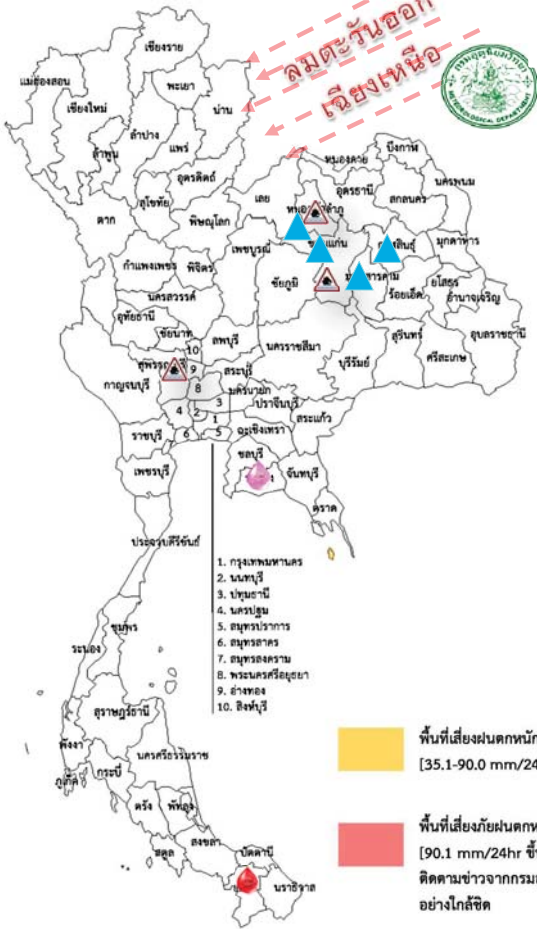 ลมตะวันออก
เฉียงเหนือ
กรมอุตุนิยมวิทยา
METEOROLOGICAL DEPARTMENT
เชียงราย
แม่ฮ่องสอน
เชียงใหม่
พะเยา
น่าน
ลำปาง
ลำพูน
แพร่
อุตรดิตถ์
สุโขทัย
ตาก
พิษณุโลก
กำแพงเพชร
พิจิตร
เพชรบูรณ์
นครสวรรค์
อุทัยธานี
ชัยนาท
ลพบุรี
สระบุรี
กาญจนบุรี
นครนายก
ปราจีนบุรี
สระแก้ว
ฉะเชิงเทรา
ราชบุรี
เพชรบุรี
ชลบุรี
จันทบุรี
ตราด
ประจวบคีรีขันธ์
บึงกาฬ
หนองคาย
เลย
อุดรธานี
สกลนคร
นครพนม
มุกดาหาร
ชัยภูมิ
ร้อยเอ็ด
ยโสธร
อำนาจเจริญ
นครราชสีมา
บุรีรัมย์
สุรินทร์
ศรีสะเกษ
อุบลราชธานี
10
9
8
4
2
3
1
6
5
1. กรุงเทพมหานคร
2. นนทบุรี
3. ปทุมธานี
4. นครปฐม
5. สมุทรปราการ
6. สมุทรสาคร
7. สมุทรสงคราม
8. พระนครศรีอยุธยา
9. อ่างทอง
10. สิงห์บุรี
ชุมพร
ระนอง
สุราษฎร์ธานี
พังงา
ภูเก็ต
กระบี่
นครศรีธรรมราช
ตรัง
พัทลุง
สตูล
สงขลา
ปัตตานี
นราธิวาส
พื้นที่เสี่ยงฝนตกหนัก
[35.1-90.0 mm/24
พื้นที่เสี่ยงภัยฝนตกห
[90.1 mm/24hr ขึ้
ติดตามข่าวจากกรมอ
อย่างใกล้ชิด